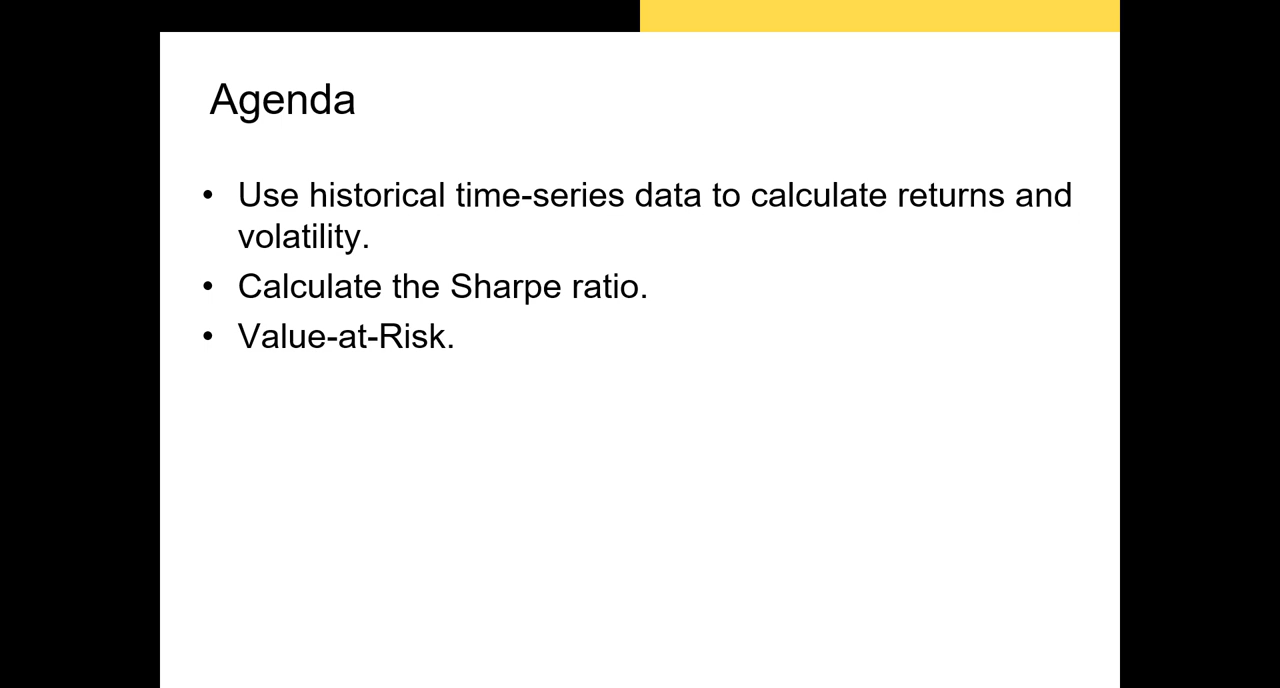 Agenda
• Use historical time-series data to calculate returns and
volatility.
• Calculate the Sharpe ratio.
• Value-at-Risk.